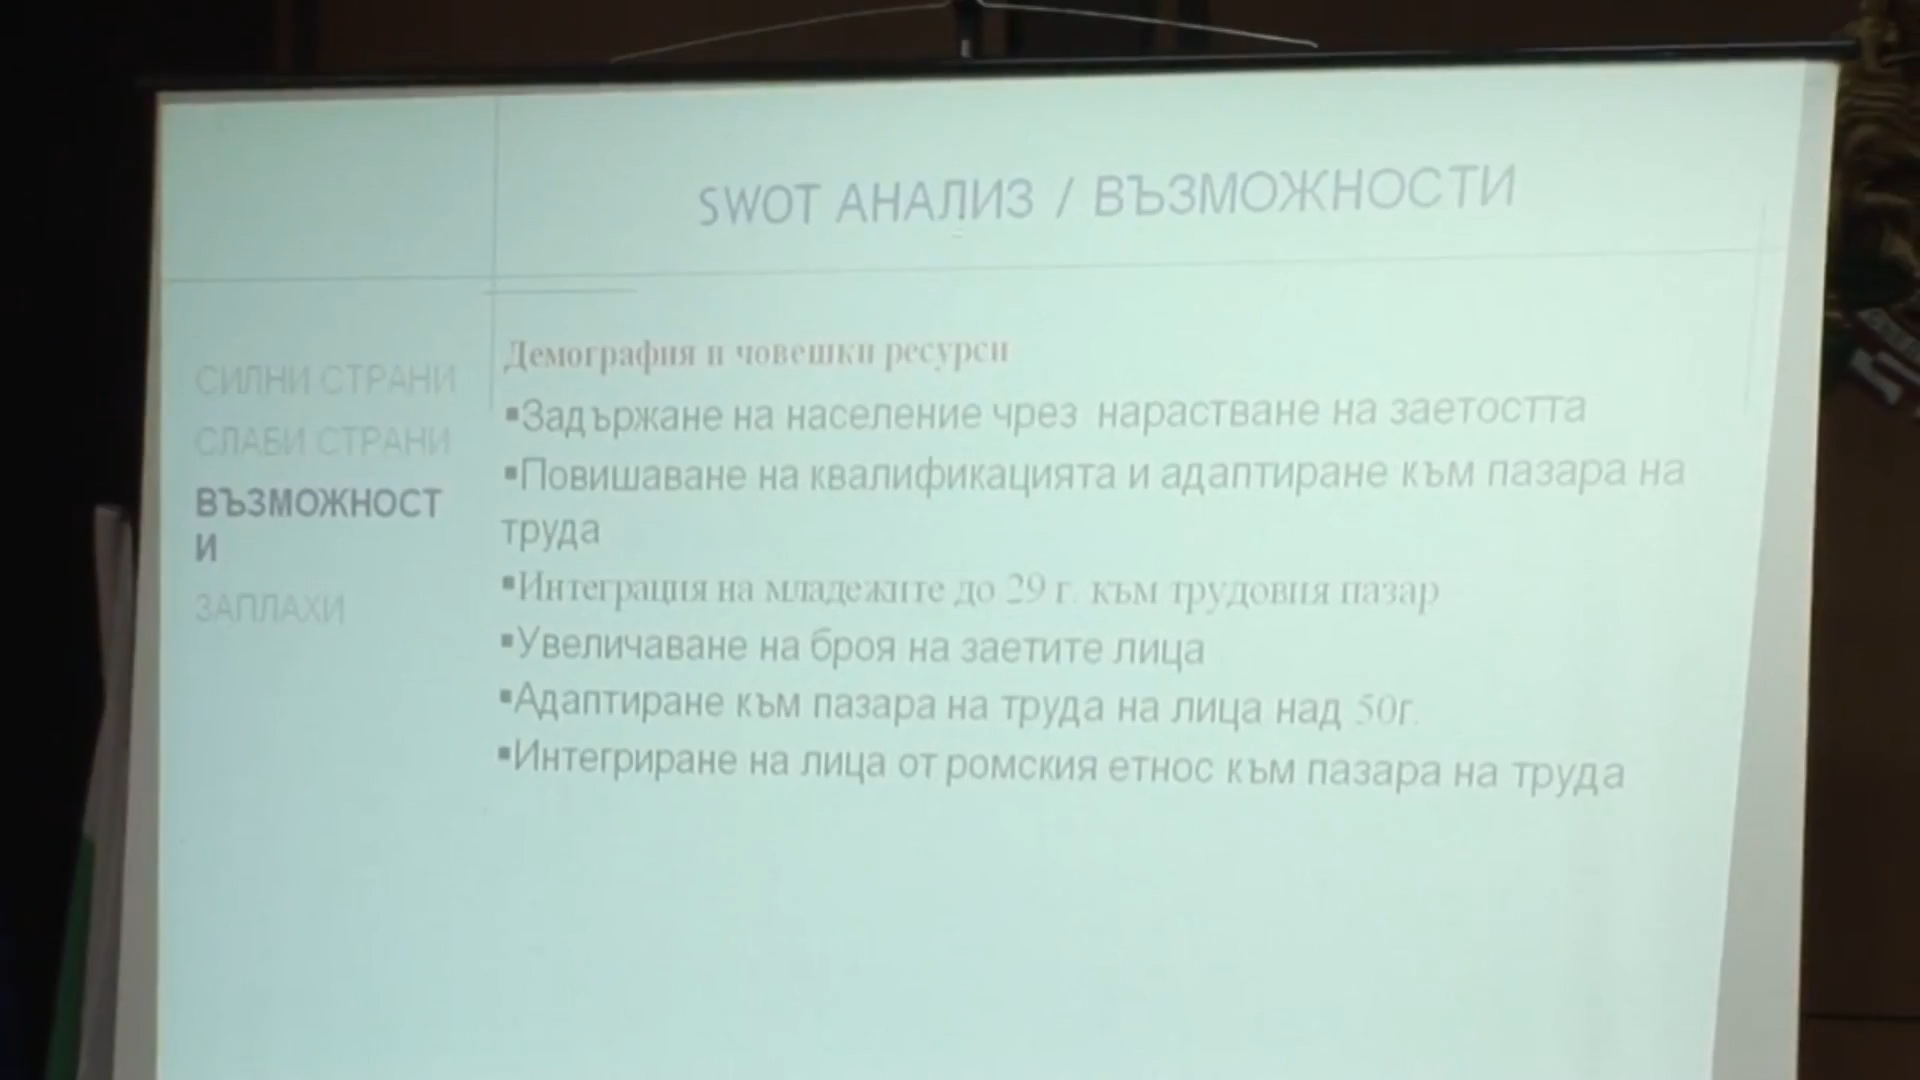 SWOT АНАЛИЗ / ВЪЗМОЖНОСТИ
СИЛНИ СТРАНИ
СЛАБИ СТРАНИ
ВЪЗМОЖНОСТ
И
ЗАПЛАХИ
Демография и човешки ресурси
▪Задържане на население чрез нарастване на заетостта
▪Повишаване на квалификацията и адаптиране към пазара на
труда
▪Интеграция на младежите до 29 г. към трудовия пазар
▪Увеличаване на броя на заетите лица
▪Адаптиране към пазара на труда на лица над 50г.
▪Интегриране на лица от ромския етнос към пазара на труда